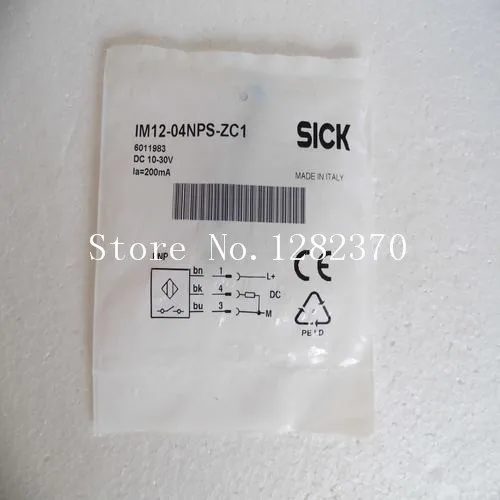 IM12-04NPS-ZC1
SICK
6011983
DC 10-30V
Ia=200mA
MADE IN ITALY
Store No. 1282370
CE
bn 1 L+
bk 4 DC
bu 3 M